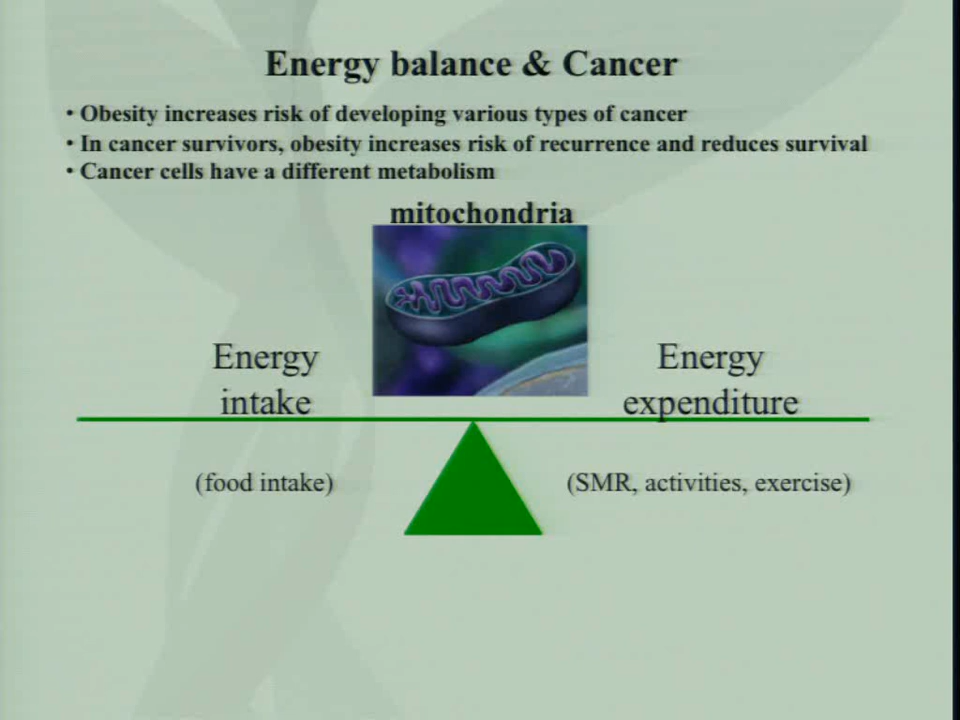 Energy balance & Cancer
• Obesity increases risk of developing various types of cancer
• In cancer survivors, obesity increases risk of recurrence and reduces survival
• Cancer cells have a different metabolism
mitochondria
Energy
intake
Energy
expenditure
(food intake)
(SMR, activities, exercise)